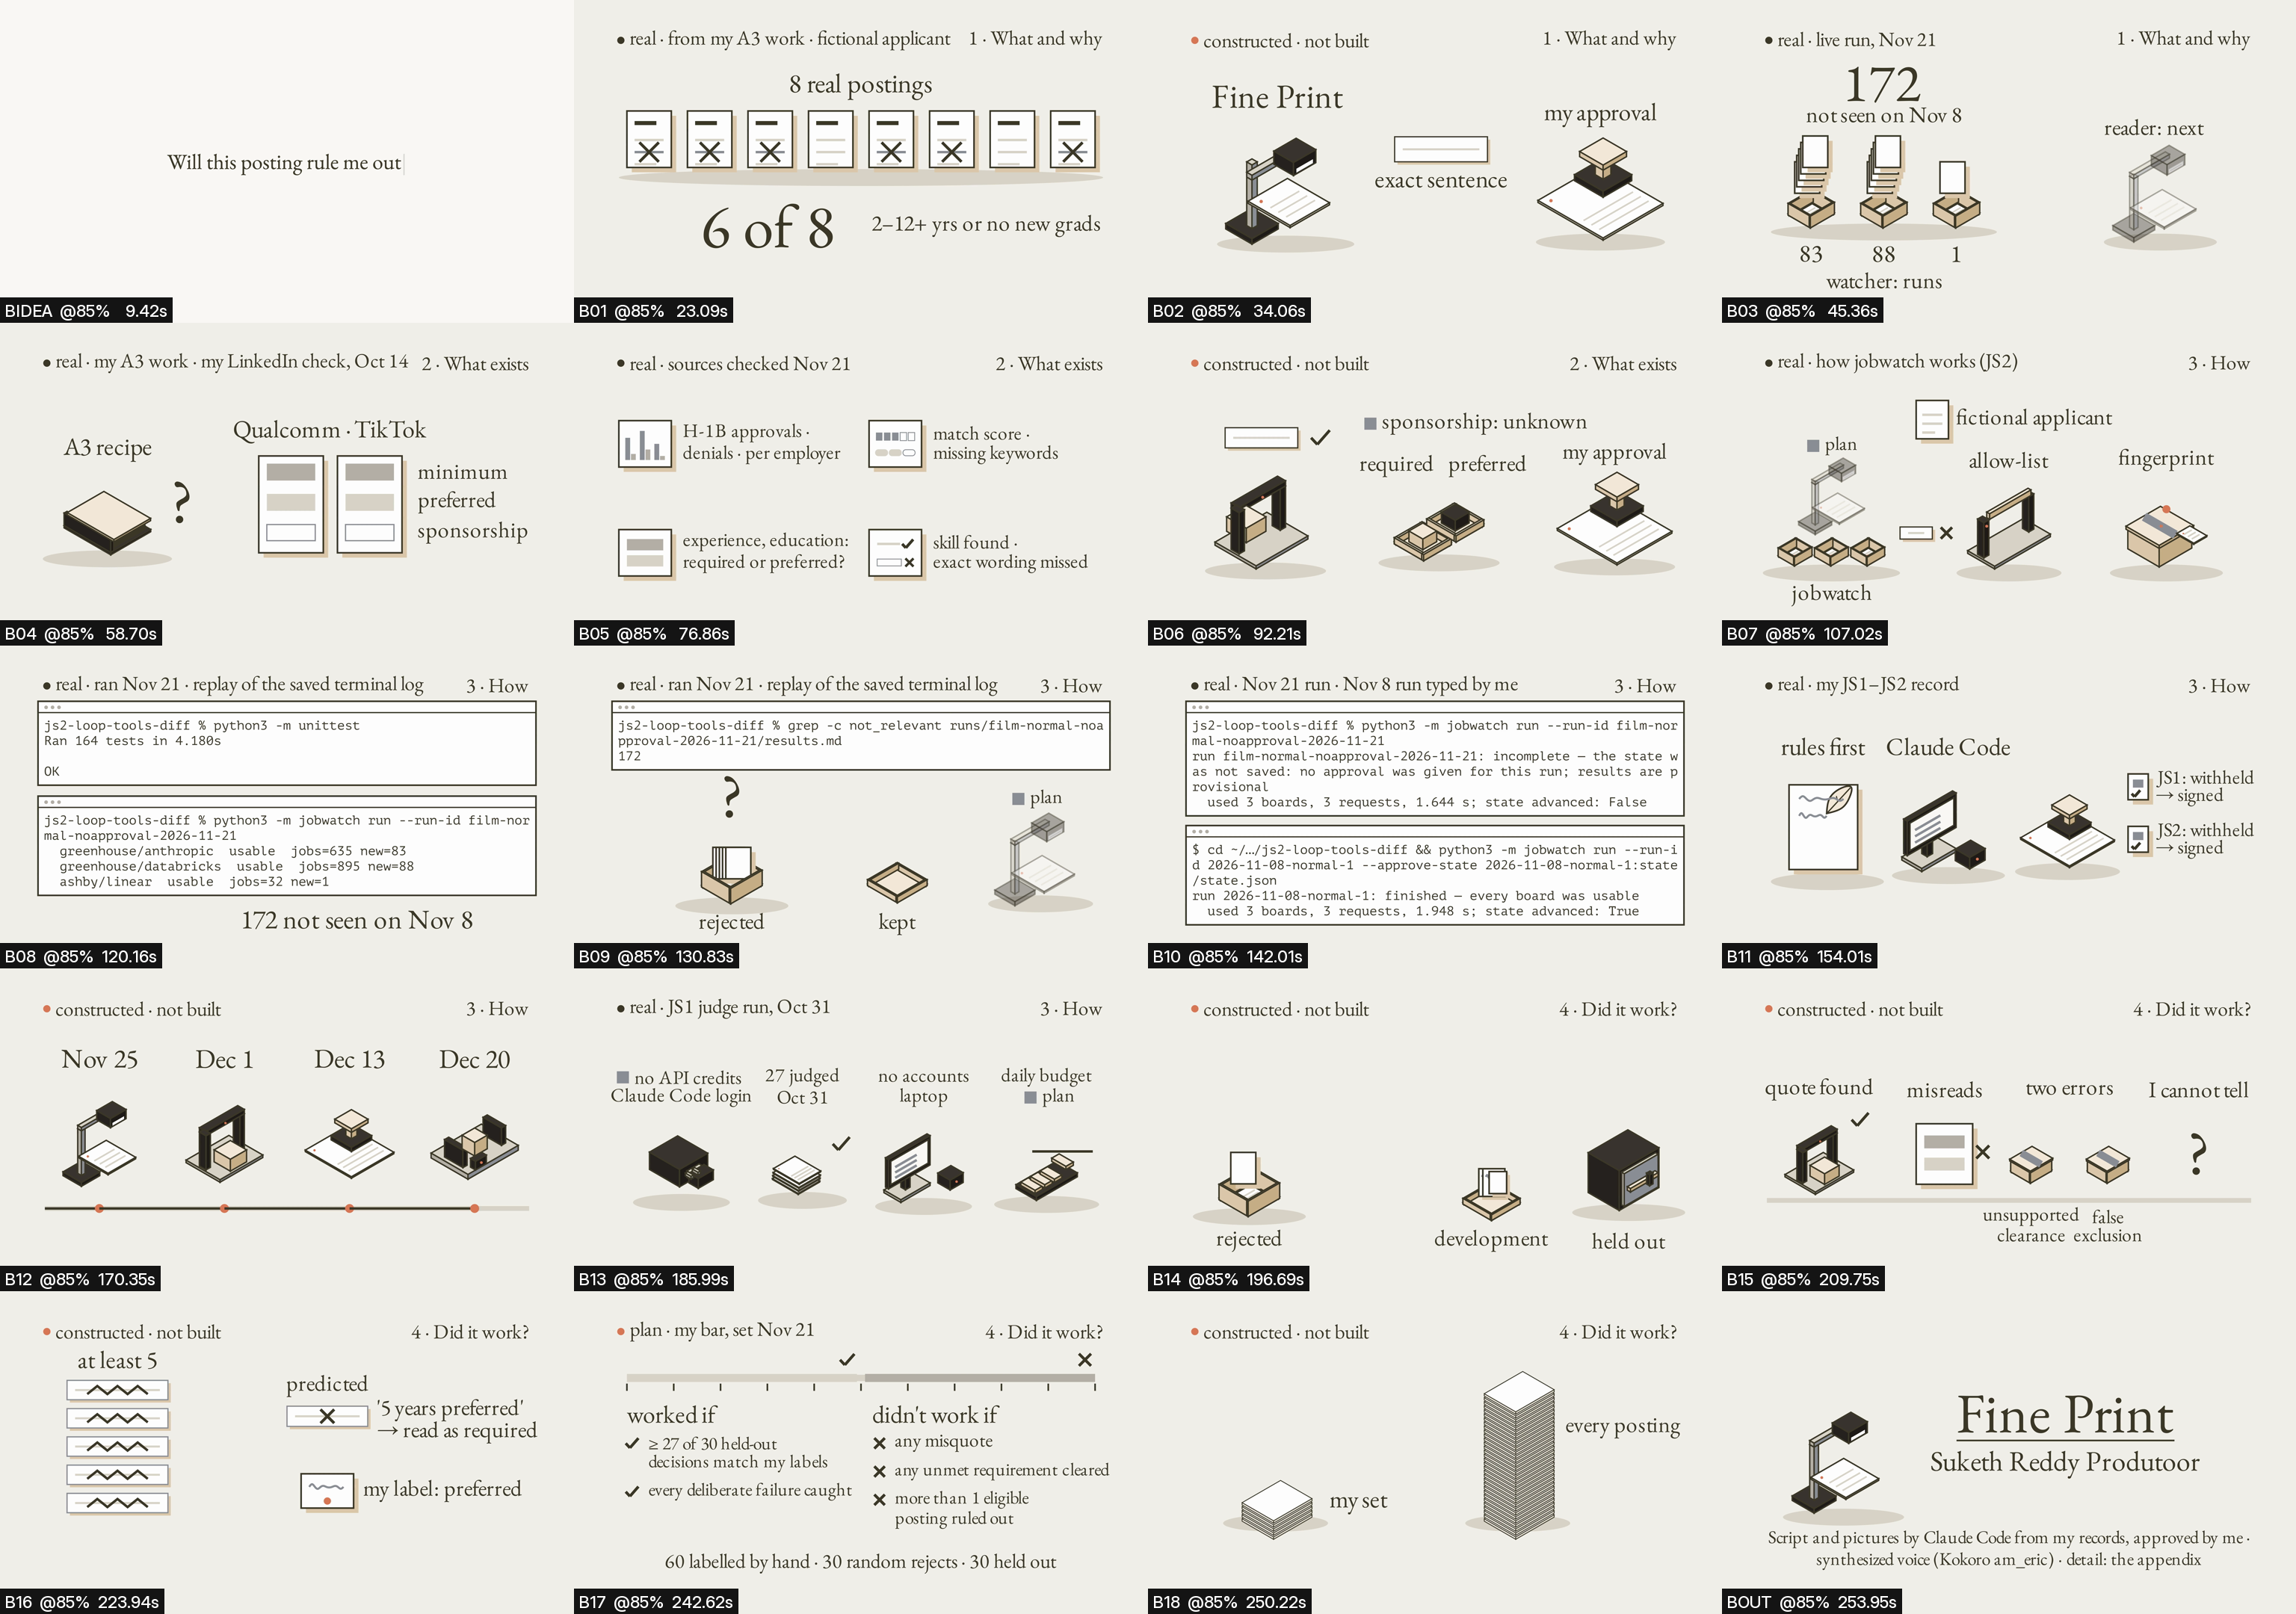 Will this posting rule me out
BIDEA @85% 9.42s
real · from my A3 work · fictional applicant
1 · What and why
8 real postings
6 of 8
2–12+ yrs or no new grads
B01 @85% 23.09s
constructed · not built
1 · What and why
Fine Print
my approval
exact sentence
B02 @85% 34.06s
real · live run, Nov 21
1 · What and why
172
not seen on Nov 8
reader: next
83
88
1
watcher: runs
B03 @85% 45.36s
real · my A3 work · my LinkedIn check, Oct 14
2 · What exists
A3 recipe
?
Qualcomm · TikTok
minimum
preferred
sponsorship
B04 @85% 58.70s
real · sources checked Nov 21
2 · What exists
H-1B approvals ·
denials · per employer
match score ·
missing keywords
experience, education:
required or preferred?
skill found ·
exact wording missed
B05 @85% 76.86s
constructed · not built
2 · What exists
sponsorship: unknown
required
preferred
my approval
B06 @85% 92.21s
real · how jobwatch works (JS2)
3 · How
fictional applicant
plan
allow-list
fingerprint
jobwatch
B07 @85% 107.02s
real · ran Nov 21 · replay of the saved terminal log
3 · How
js2-loop-tools-diff % python3 -m unittest
Ran 164 tests in 4.180s
OK
js2-loop-tools-diff % python3 -m jobwatch run --run-id film-nor
mal-noapproval-2026-11-21
greenhouse/anthropic usable jobs=635 new=83
greenhouse/databricks usable jobs=895 new=88
ashby/linear usable jobs=32 new=1
172 not seen on Nov 8
B08 @85% 120.16s
real · ran Nov 21 · replay of the saved terminal log
3 · How
js2-loop-tools-diff % grep -c not_relevant runs/film-normal-noa
pproval-2026-11-21/results.md
172
?
plan
rejected
kept
B09 @85% 130.83s
real · Nov 21 run · Nov 8 run typed by me
3 · How
js2-loop-tools-diff % python3 -m jobwatch run --run-id film-nor
mal-noapproval-2026-11-21
run film-normal-noapproval-2026-11-21: incomplete — the state w
as not saved: no approval was given for this run; results are p
rovisional
used 3 boards, 3 requests, 1.644 s; state advanced: False
$ cd ~/…/js2-loop-tools-diff && python3 -m jobwatch run --run-i
d 2026-11-08-normal-1 --approve-state 2026-11-08-normal-1:state
/state.json
run 2026-11-08-normal-1: finished — every board was usable
used 3 boards, 3 requests, 1.948 s; state advanced: True
B10 @85% 142.01s
real · my JS1–JS2 record
3 · How
rules first
Claude Code
JS1: withheld
→ signed
JS2: withheld
→ signed
B11 @85% 154.01s
constructed · not built
3 · How
Nov 25
Dec 1
Dec 13
Dec 20
B12 @85% 170.35s
real · JS1 judge run, Oct 31
3 · How
no API credits
Claude Code login
27 judged
Oct 31
no accounts
laptop
daily budget
plan
B13 @85% 185.99s
constructed · not built
4 · Did it work?
rejected
development
held out
B14 @85% 196.69s
constructed · not built
4 · Did it work?
quote found
misreads
two errors
I cannot tell
?
unsupported
clearance
false
exclusion
B15 @85% 209.75s
constructed · not built
4 · Did it work?
at least 5
predicted
'5 years preferred'
→ read as required
my label: preferred
B16 @85% 223.94s
plan · my bar, set Nov 21
4 · Did it work?
worked if
≥ 27 of 30 held-out
decisions match my labels
every deliberate failure caught
didn't work if
any misquote
any unmet requirement cleared
more than 1 eligible
posting ruled out
60 labelled by hand · 30 random rejects · 30 held out
B17 @85% 242.62s
constructed · not built
4 · Did it work?
my set
every posting
B18 @85% 250.22s
Fine Print
Suketh Reddy Produtoor
Script and pictures by Claude Code from my records, approved by me ·
synthesized voice (Kokoro am_eric) · detail: the appendix
BOUT @85% 253.95s